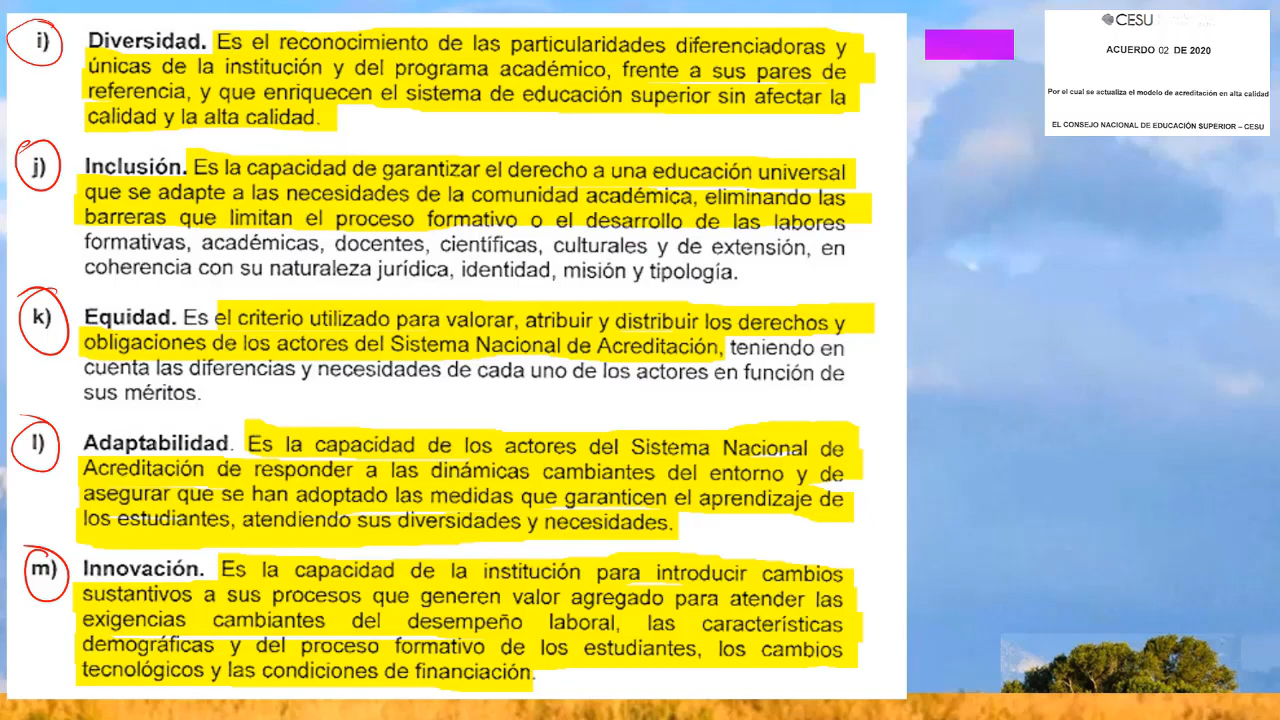 i) Diversidad. Es el reconocimiento de las particularidades diferenciadoras y
únicas de la institución y del programa académico, frente a sus pares de
referencia, y que enriquecen el sistema de educación superior sin afectar la
calidad y la alta calidad.
j) Inclusión. Es la capacidad de garantizar el derecho a una educación universal
que se adapte a las necesidades de la comunidad académica, eliminando las
barreras que limitan el proceso formativo o el desarrollo de las labores
formativas, académicas, docentes, científicas, culturales y de extensión, en
coherencia con su naturaleza jurídica, identidad, misión y tipología.
k) Equidad. Es el criterio utilizado para valorar, atribuir y distribuir los derechos y
obligaciones de los actores del Sistema Nacional de Acreditación, teniendo en
cuenta las diferencias y necesidades de cada uno de los actores en función de
sus méritos.
l) Adaptabilidad. Es la capacidad de los actores del Sistema Nacional de
Acreditación de responder a las dinámicas cambiantes del entorno y de
asegurar que se han adoptado las medidas que garanticen el aprendizaje de
los estudiantes, atendiendo sus diversidades y necesidades.
m) Innovación. Es la capacidad de la institución para introducir cambios
sustantivos a sus procesos que generen valor agregado para atender las
exigencias cambiantes del desempeño laboral, las características
demográficas y del proceso formativo de los estudiantes, los cambios
tecnológicos y las condiciones de financiación.
CESU
ACUERDO 02 DE 2020
Por el cual se actualiza el modelo de acreditación en alta calidad
EL CONSEJO NACIONAL DE EDUCACIÓN SUPERIOR – CESU